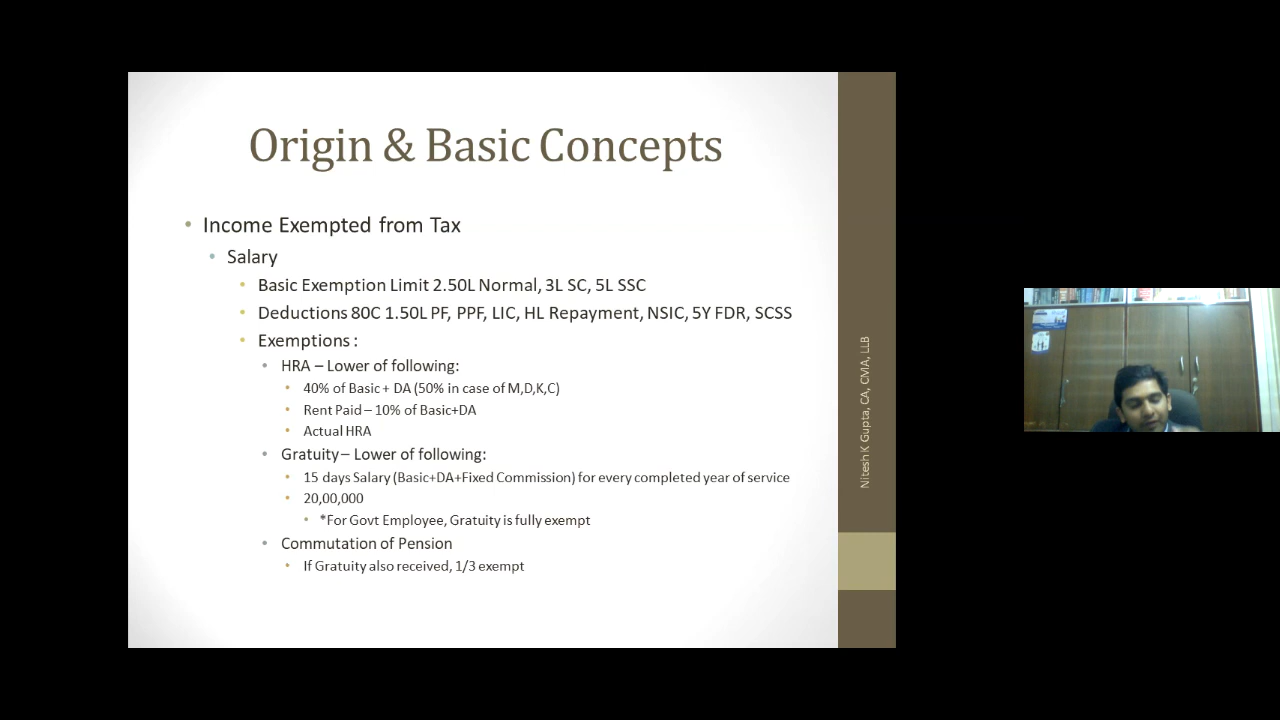 Origin & Basic Concepts
• Income Exempted from Tax
• Salary
• Basic Exemption Limit 2.50L Normal, 3L SC, 5L SSC
• Deductions 80C 1.50L PF, PPF, LIC, HL Repayment, NSIC, 5Y FDR, SCSS
• Exemptions :
• HRA – Lower of following:
• 40% of Basic + DA (50% in case of M,D,K,C)
• Rent Paid – 10% of Basic+DA
• Actual HRA
• Gratuity – Lower of following:
• 15 days Salary (Basic+DA+Fixed Commission) for every completed year of service
• 20,00,000
• *For Govt Employee, Gratuity is fully exempt
• Commutation of Pension
• If Gratuity also received, 1/3 exempt
Nitesh K Gupta, CA, CMA, LLB